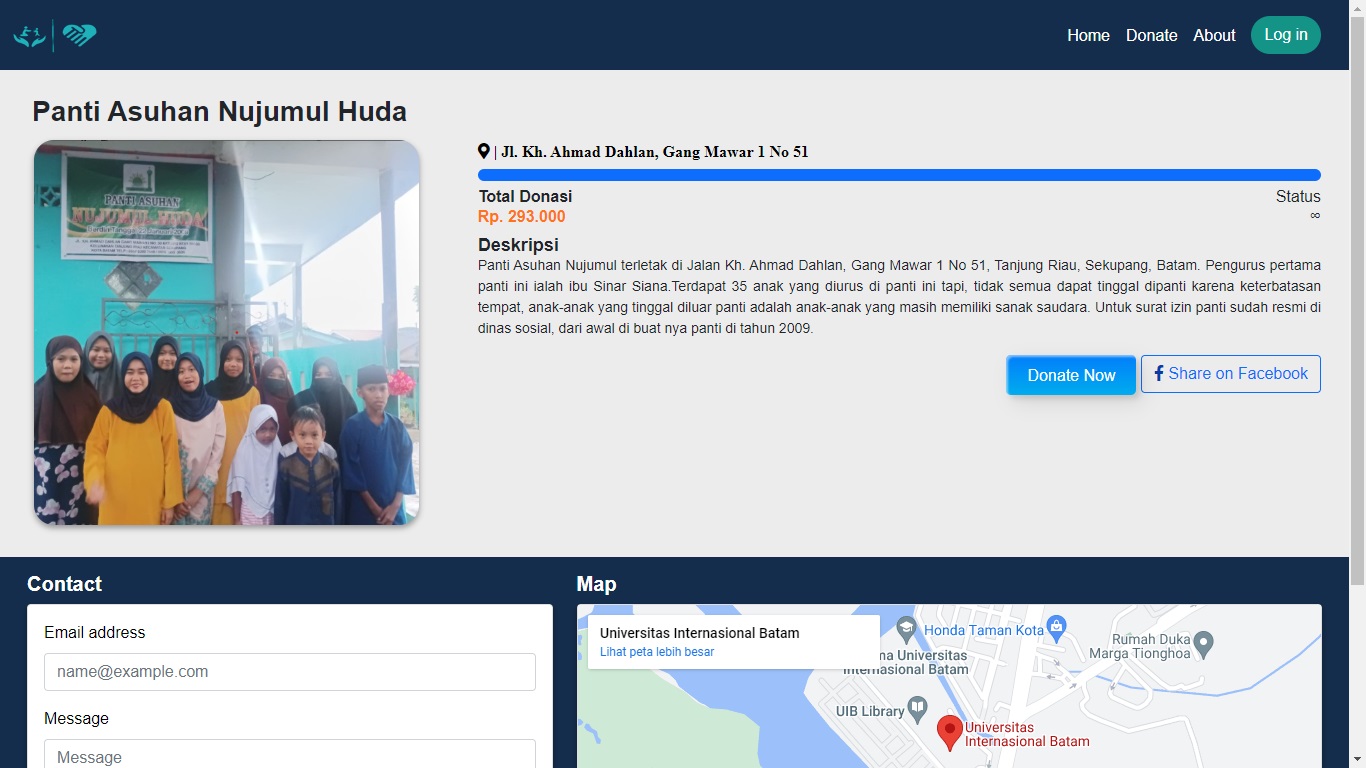 Home Donate About Log in
Panti Asuhan Nujumul Huda
PANTI ASUHAN
NUJUMUL HUDA
| Jl. Kh. Ahmad Dahlan, Gang Mawar 1 No 51
Total Donasi
Status
Rp. 293.000
∞
Deskripsi
Panti Asuhan Nujumul terletak di Jalan Kh. Ahmad Dahlan, Gang Mawar 1 No 51, Tanjung Riau, Sekupang, Batam. Pengurus pertama
panti ini ialah ibu Sinar Siana.Terdapat 35 anak yang diurus di panti ini tapi, tidak semua dapat tinggal dipanti karena keterbatasan
tempat, anak-anak yang tinggal diluar panti adalah anak-anak yang masih memiliki sanak saudara. Untuk surat izin panti sudah resmi di
dinas sosial, dari awal di buat nya panti di tahun 2009.
Donate Now
Share on Facebook
Contact
Email address
name@example.com
Message
Message
Map
Universitas Internasional Batam
Lihat peta lebih besar
Honda Taman Kota
Rumah Duka
Marga Tionghoa
na Universitas
Internasional Batam
UIB Library
Universitas
Internasional Batam